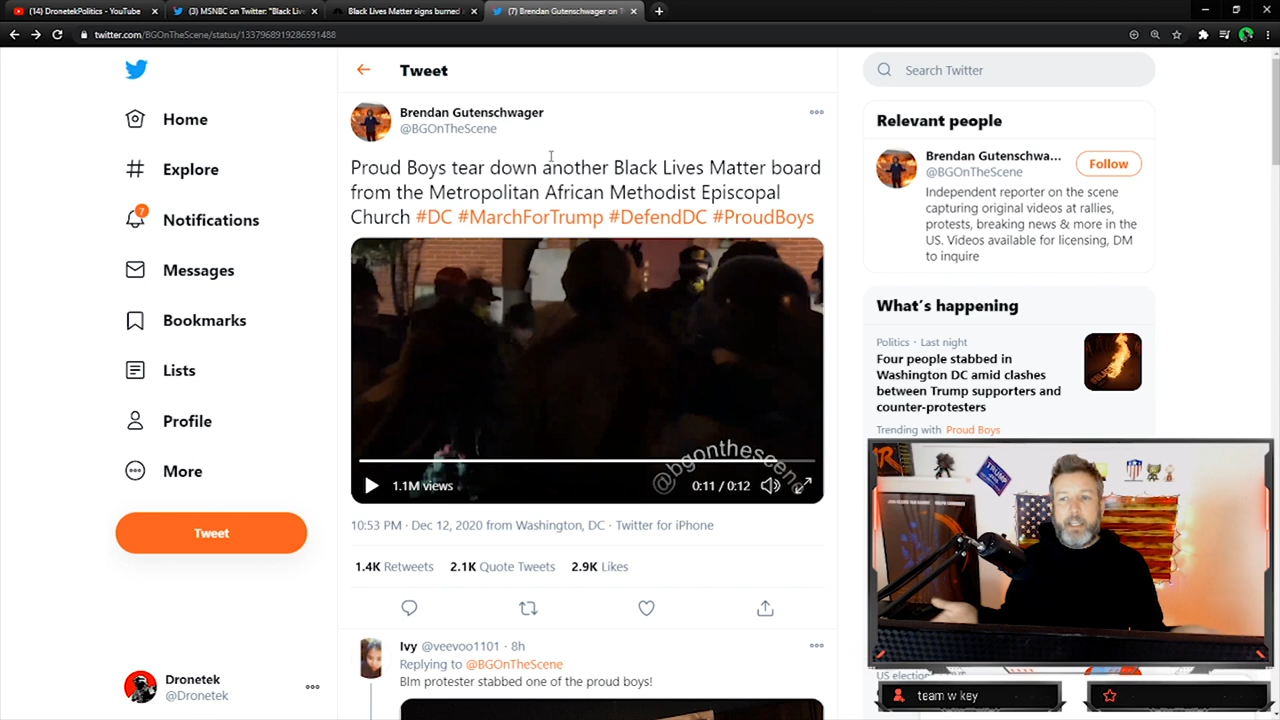 (14) DronetekPolitics - YouTube
(3) MSNBC on Twitter: "Black Live
Black Lives Matter signs burned a
(7) Brendan Gutenschwager on T
twitter.com/BGOnTheScene/status/1337968919286591488
Home
Explore
7
Notifications
Messages
Bookmarks
Lists
Profile
More
Tweet
Dronetek
@Dronetek
Tweet
Brendan Gutenschwager
@BGOnTheScene
Proud Boys tear down another Black Lives Matter board
from the Metropolitan African Methodist Episcopal
Church #DC #MarchForTrump #DefendDC #ProudBoys
@bgonthescene
1.1M views
0:11 / 0:12
10:53 PM · Dec 12, 2020 from Washington, DC · Twitter for iPhone
1.4K Retweets 2.1K Quote Tweets 2.9K Likes
Ivy @veevoo1101 · 8h
Replying to @BGOnTheScene
Blm protester stabbed one of the proud boys!
Search Twitter
Relevant people
Brendan Gutenschwa...
@BGOnTheScene
Follow
Independent reporter on the scene
capturing original videos at rallies,
protests, breaking news & more in the
US. Videos available for licensing, DM
to inquire
What's happening
Politics · Last night
Four people stabbed in
Washington DC amid clashes
between Trump supporters and
counter-protesters
Trending with Proud Boys
TRUMP
US election
team w key